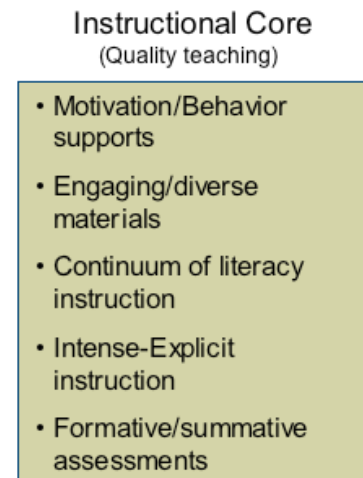 Instructional Core
(Quality teaching)
• Motivation/Behavior
supports
• Engaging/diverse
materials
• Continuum of literacy
instruction
• Intense-Explicit
instruction
• Formative/summative
assessments